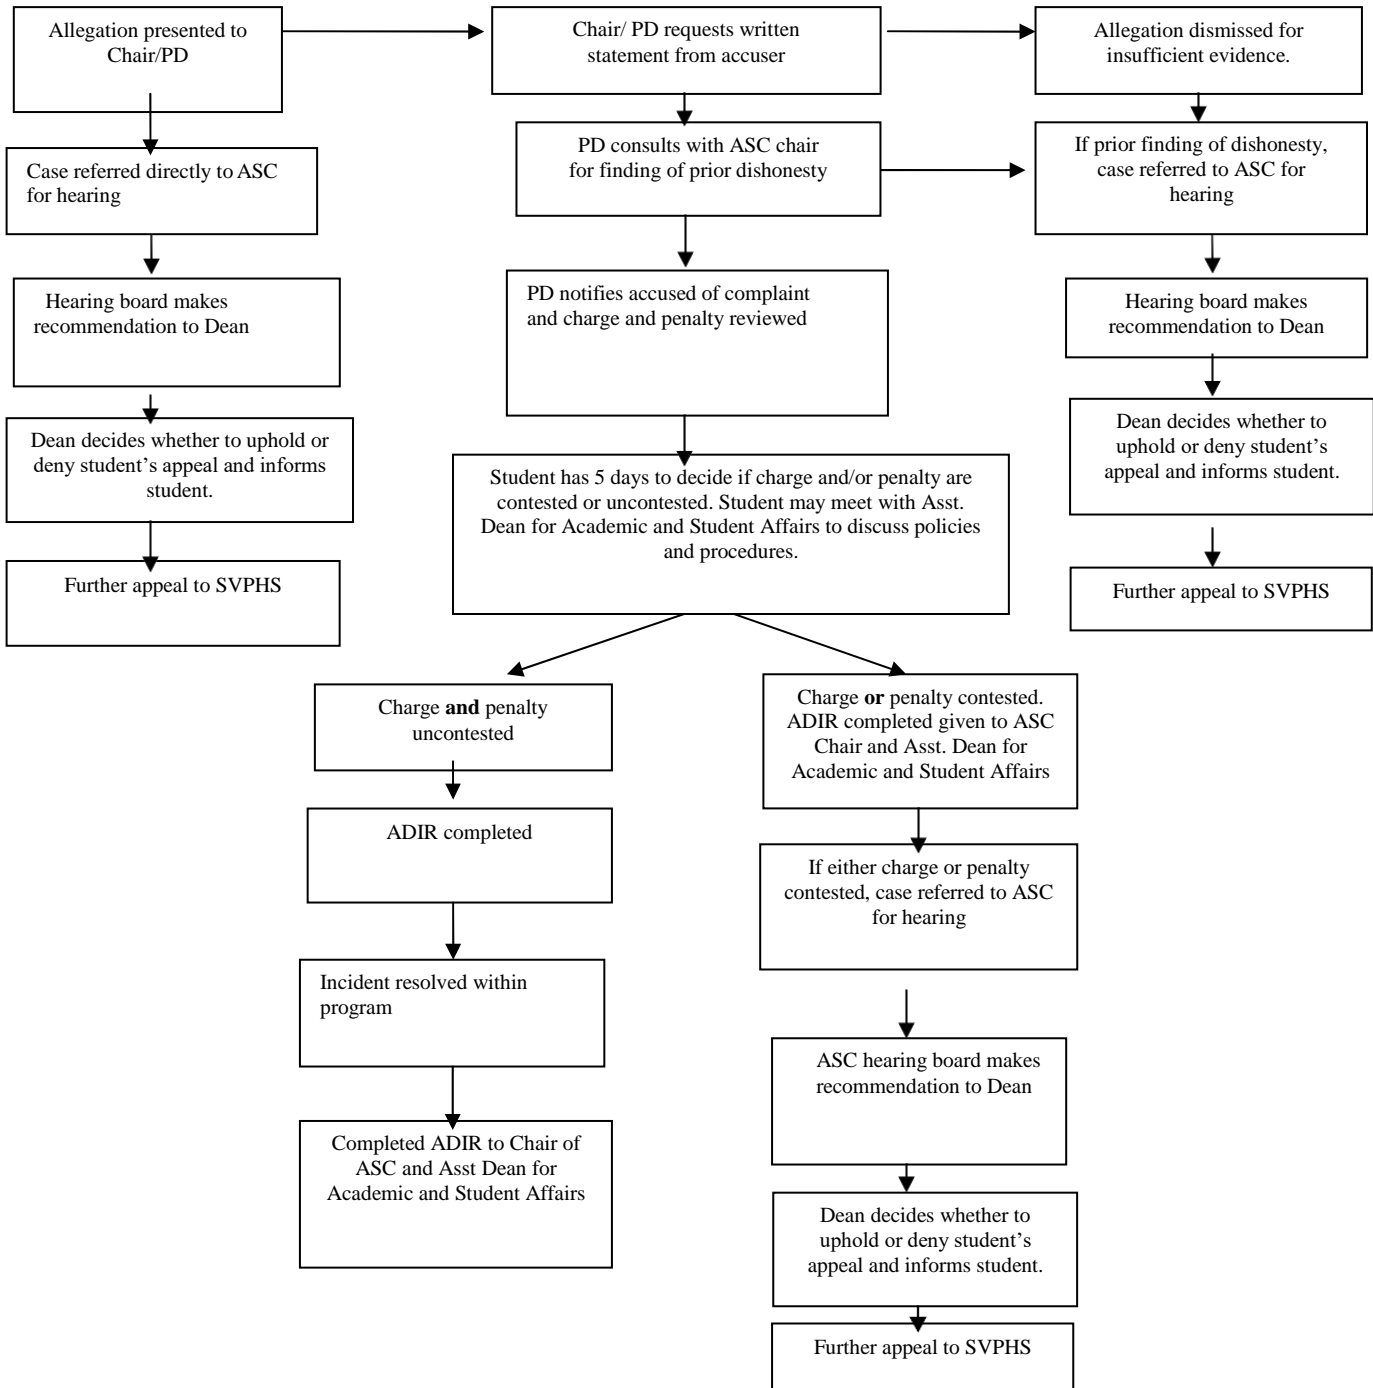 Allegation presented to
Chair/PD
Chair/ PD requests written
statement from accuser
Allegation dismissed for
insufficient evidence.
Case referred directly to ASC
for hearing
PD consults with ASC chair
for finding of prior dishonesty
If prior finding of dishonesty,
case referred to ASC for
hearing
Hearing board makes
recommendation to Dean
PD notifies accused of complaint
and charge and penalty reviewed
Hearing board makes
recommendation to Dean
Dean decides whether to uphold or
deny student’s appeal and informs
student.
Student has 5 days to decide if charge and/or penalty are
contested or uncontested. Student may meet with Asst.
Dean for Academic and Student Affairs to discuss policies
and procedures.
Dean decides whether to
uphold or deny student’s
appeal and informs student.
Further appeal to SVPHS
Further appeal to SVPHS
Charge and penalty
uncontested
Charge or penalty contested.
ADIR completed given to ASC
Chair and Asst. Dean for
Academic and Student Affairs
ADIR completed
If either charge or penalty
contested, case referred to ASC
for hearing
Incident resolved within
program
ASC hearing board makes
recommendation to Dean
Completed ADIR to Chair of
ASC and Asst Dean for
Academic and Student Affairs
Dean decides whether to
uphold or deny student’s
appeal and informs student.
Further appeal to SVPHS